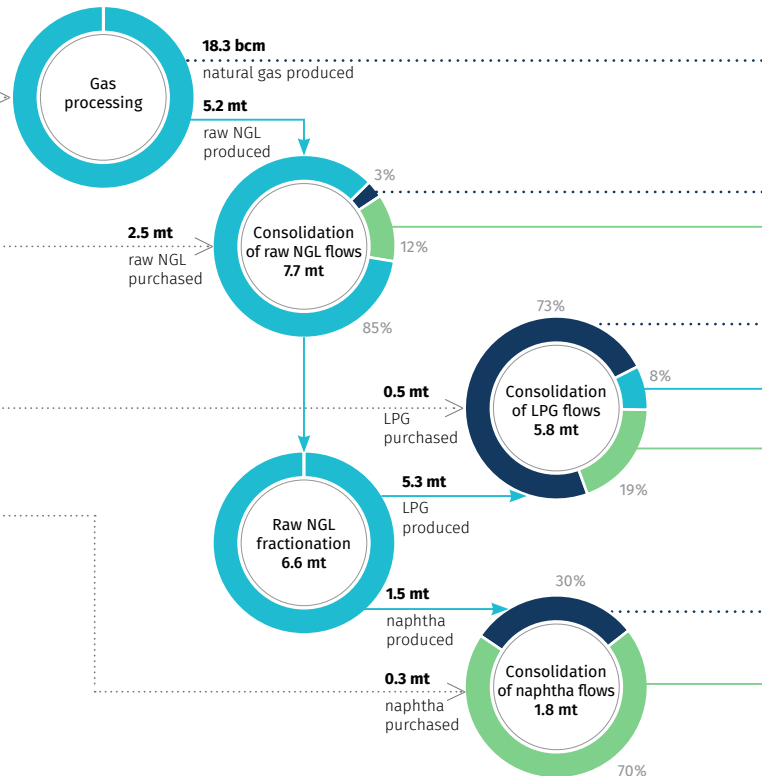 Gas
processing
18.3 bcm
natural gas produced
5.2 mt
raw NGL
produced
3%
2.5 mt
raw NGL
purchased
Consolidation
of raw NGL flows
7.7 mt
12%
85%
73%
0.5 mt
LPG
purchased
Consolidation
of LPG flows
5.8 mt
8%
19%
5.3 mt
LPG
produced
Raw NGL
fractionation
6.6 mt
1.5 mt
naphtha
produced
30%
0.3 mt
naphtha
purchased
Consolidation
of naphtha flows
1.8 mt
70%